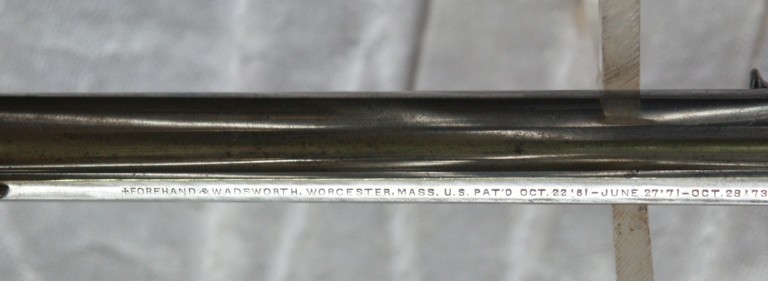 +FOREHAND & WADSWORTH. WORCESTER, MASS. U.S. PAT'D OCT. 22 '61-JUNE 27 '71-OCT. 28 '73